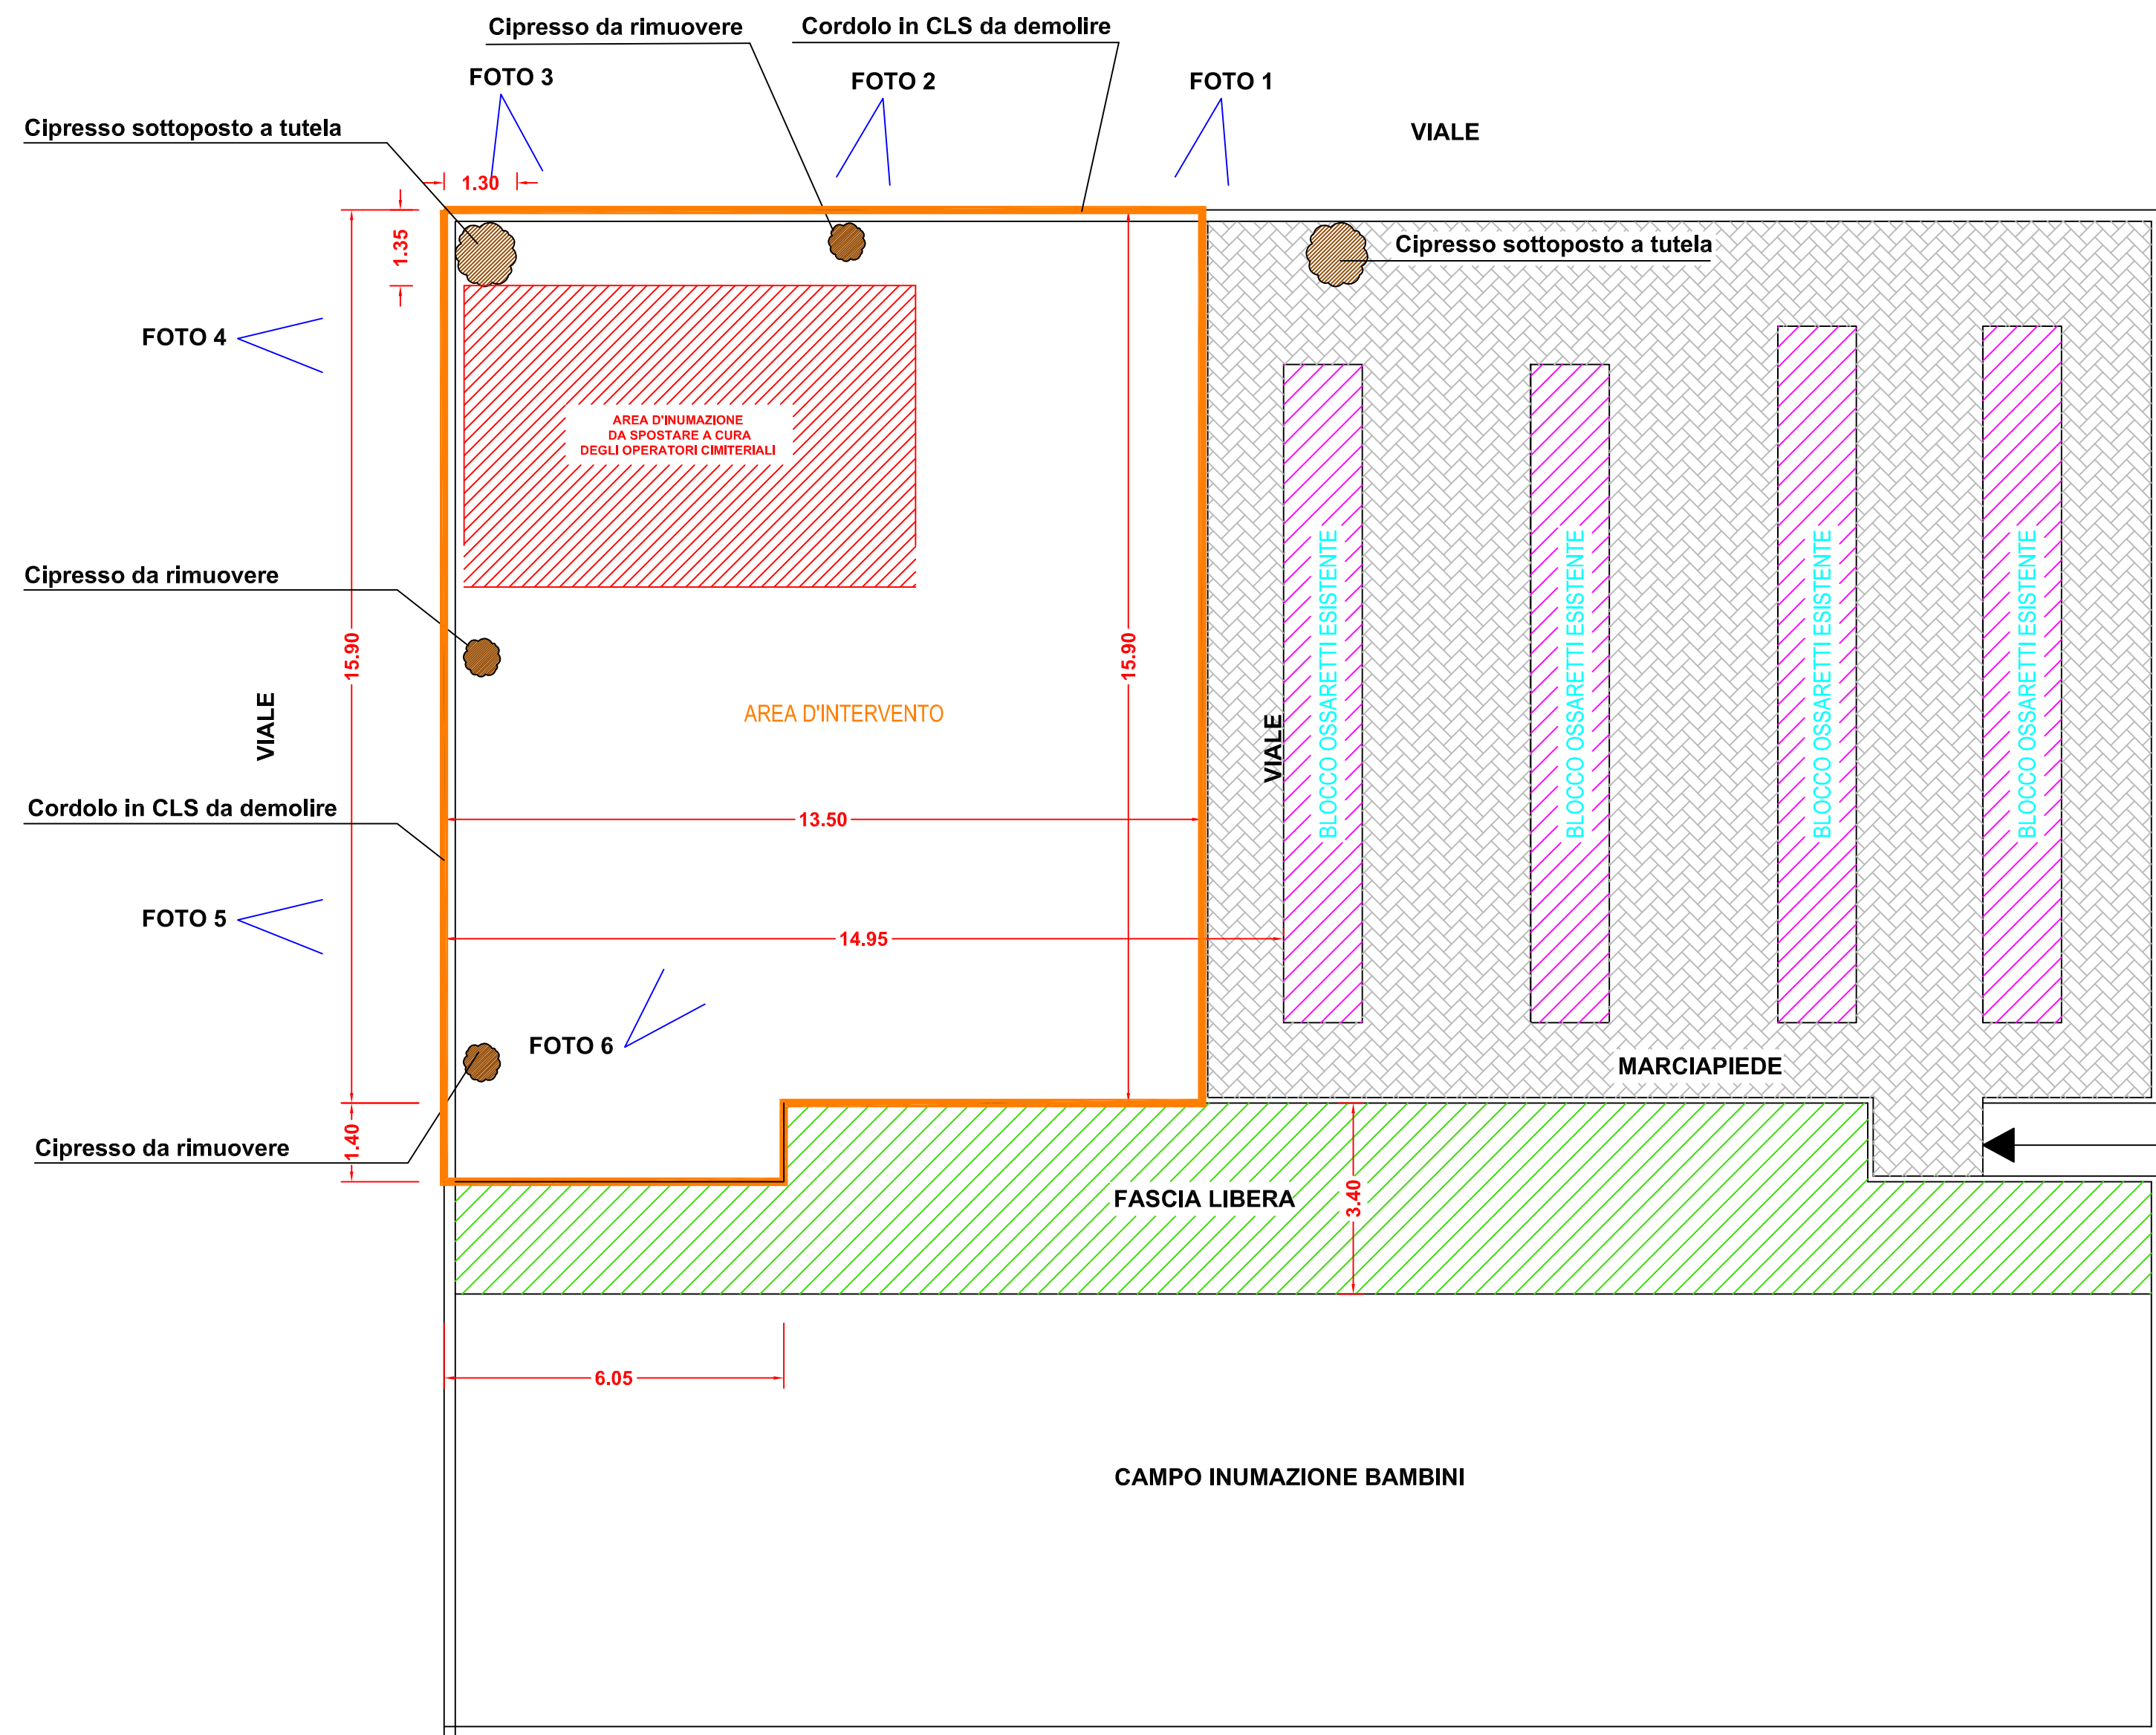 Cipresso da rimuovere
Cordolo in CLS da demolire
FOTO 3
FOTO 2
FOTO 1
Cipresso sottoposto a tutela
VIALE
1.30
1.35
Cipresso sottoposto a tutela
FOTO 4
AREA D'INUMAZIONE
DA SPOSTARE A CURA
DEGLI OPERATORI CIMITERIALI
Cipresso da rimuovere
15.90
15.90
VIALE
AREA D'INTERVENTO
VIALE
BLOCCO OSSARETTI ESISTENTE
BLOCCO OSSARETTI ESISTENTE
BLOCCO OSSARETTI ESISTENTE
BLOCCO OSSARETTI ESISTENTE
Cordolo in CLS da demolire
13.50
FOTO 5
14.95
FOTO 6
MARCIAPIEDE
1.40
Cipresso da rimuovere
FASCIA LIBERA
3.40
6.05
CAMPO INUMAZIONE BAMBINI